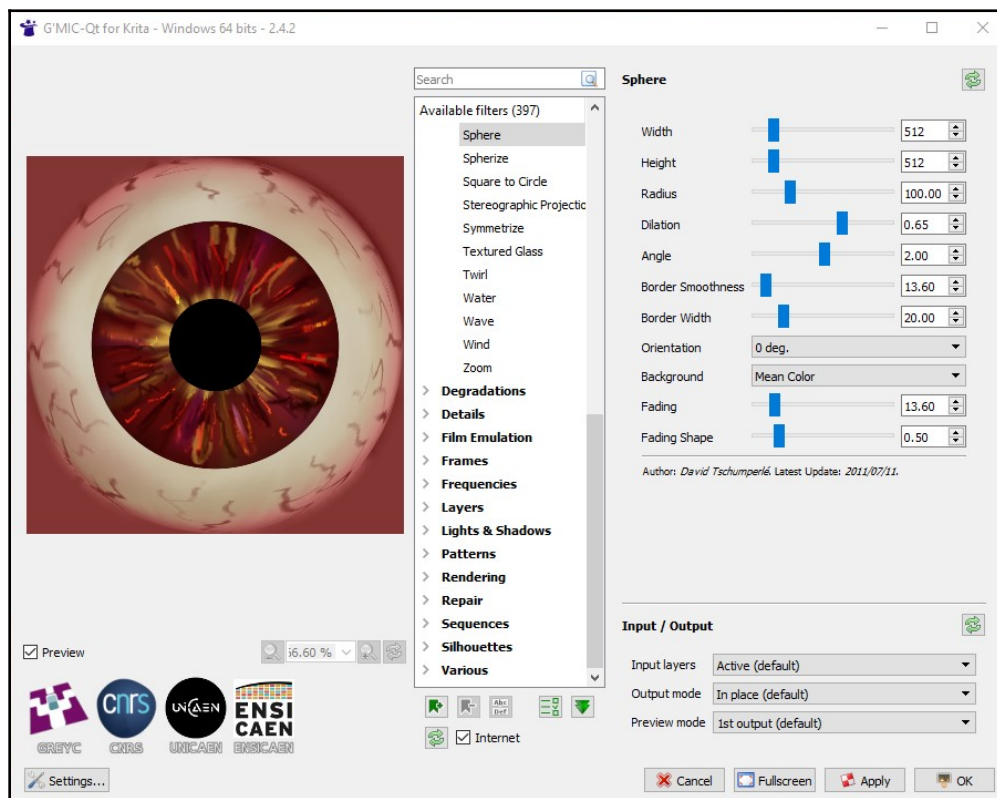 G'MIC-Qt for Krita - Windows 64 bits - 2.4.2
Search
Available filters (397)
Sphere
Spherize
Square to Circle
Stereographic Projectio
Symmetrize
Textured Glass
Twirl
Water
Wave
Wind
Zoom
Degradations
Details
Film Emulation
Frames
Frequencies
Layers
Lights & Shadows
Patterns
Rendering
Repair
Sequences
Silhouettes
Various
Internet
Sphere
Width 512
Height 512
Radius 100.00
Dilation 0.65
Angle 2.00
Border Smoothness 13.60
Border Width 20.00
Orientation 0 deg.
Background Mean Color
Fading 13.60
Fading Shape 0.50
Author: David Tschumperlé. Latest Update: 2011/07/11.
Input / Output
Input layers Active (default)
Output mode In place (default)
Preview mode 1st output (default)
Preview
6.60 %
GREYC
cnrs
CNRS
UNICAEN
UNICAEN
ENSI
CAEN
ENSICAEN
Abc
Def
Settings...
Cancel
Fullscreen
Apply
OK